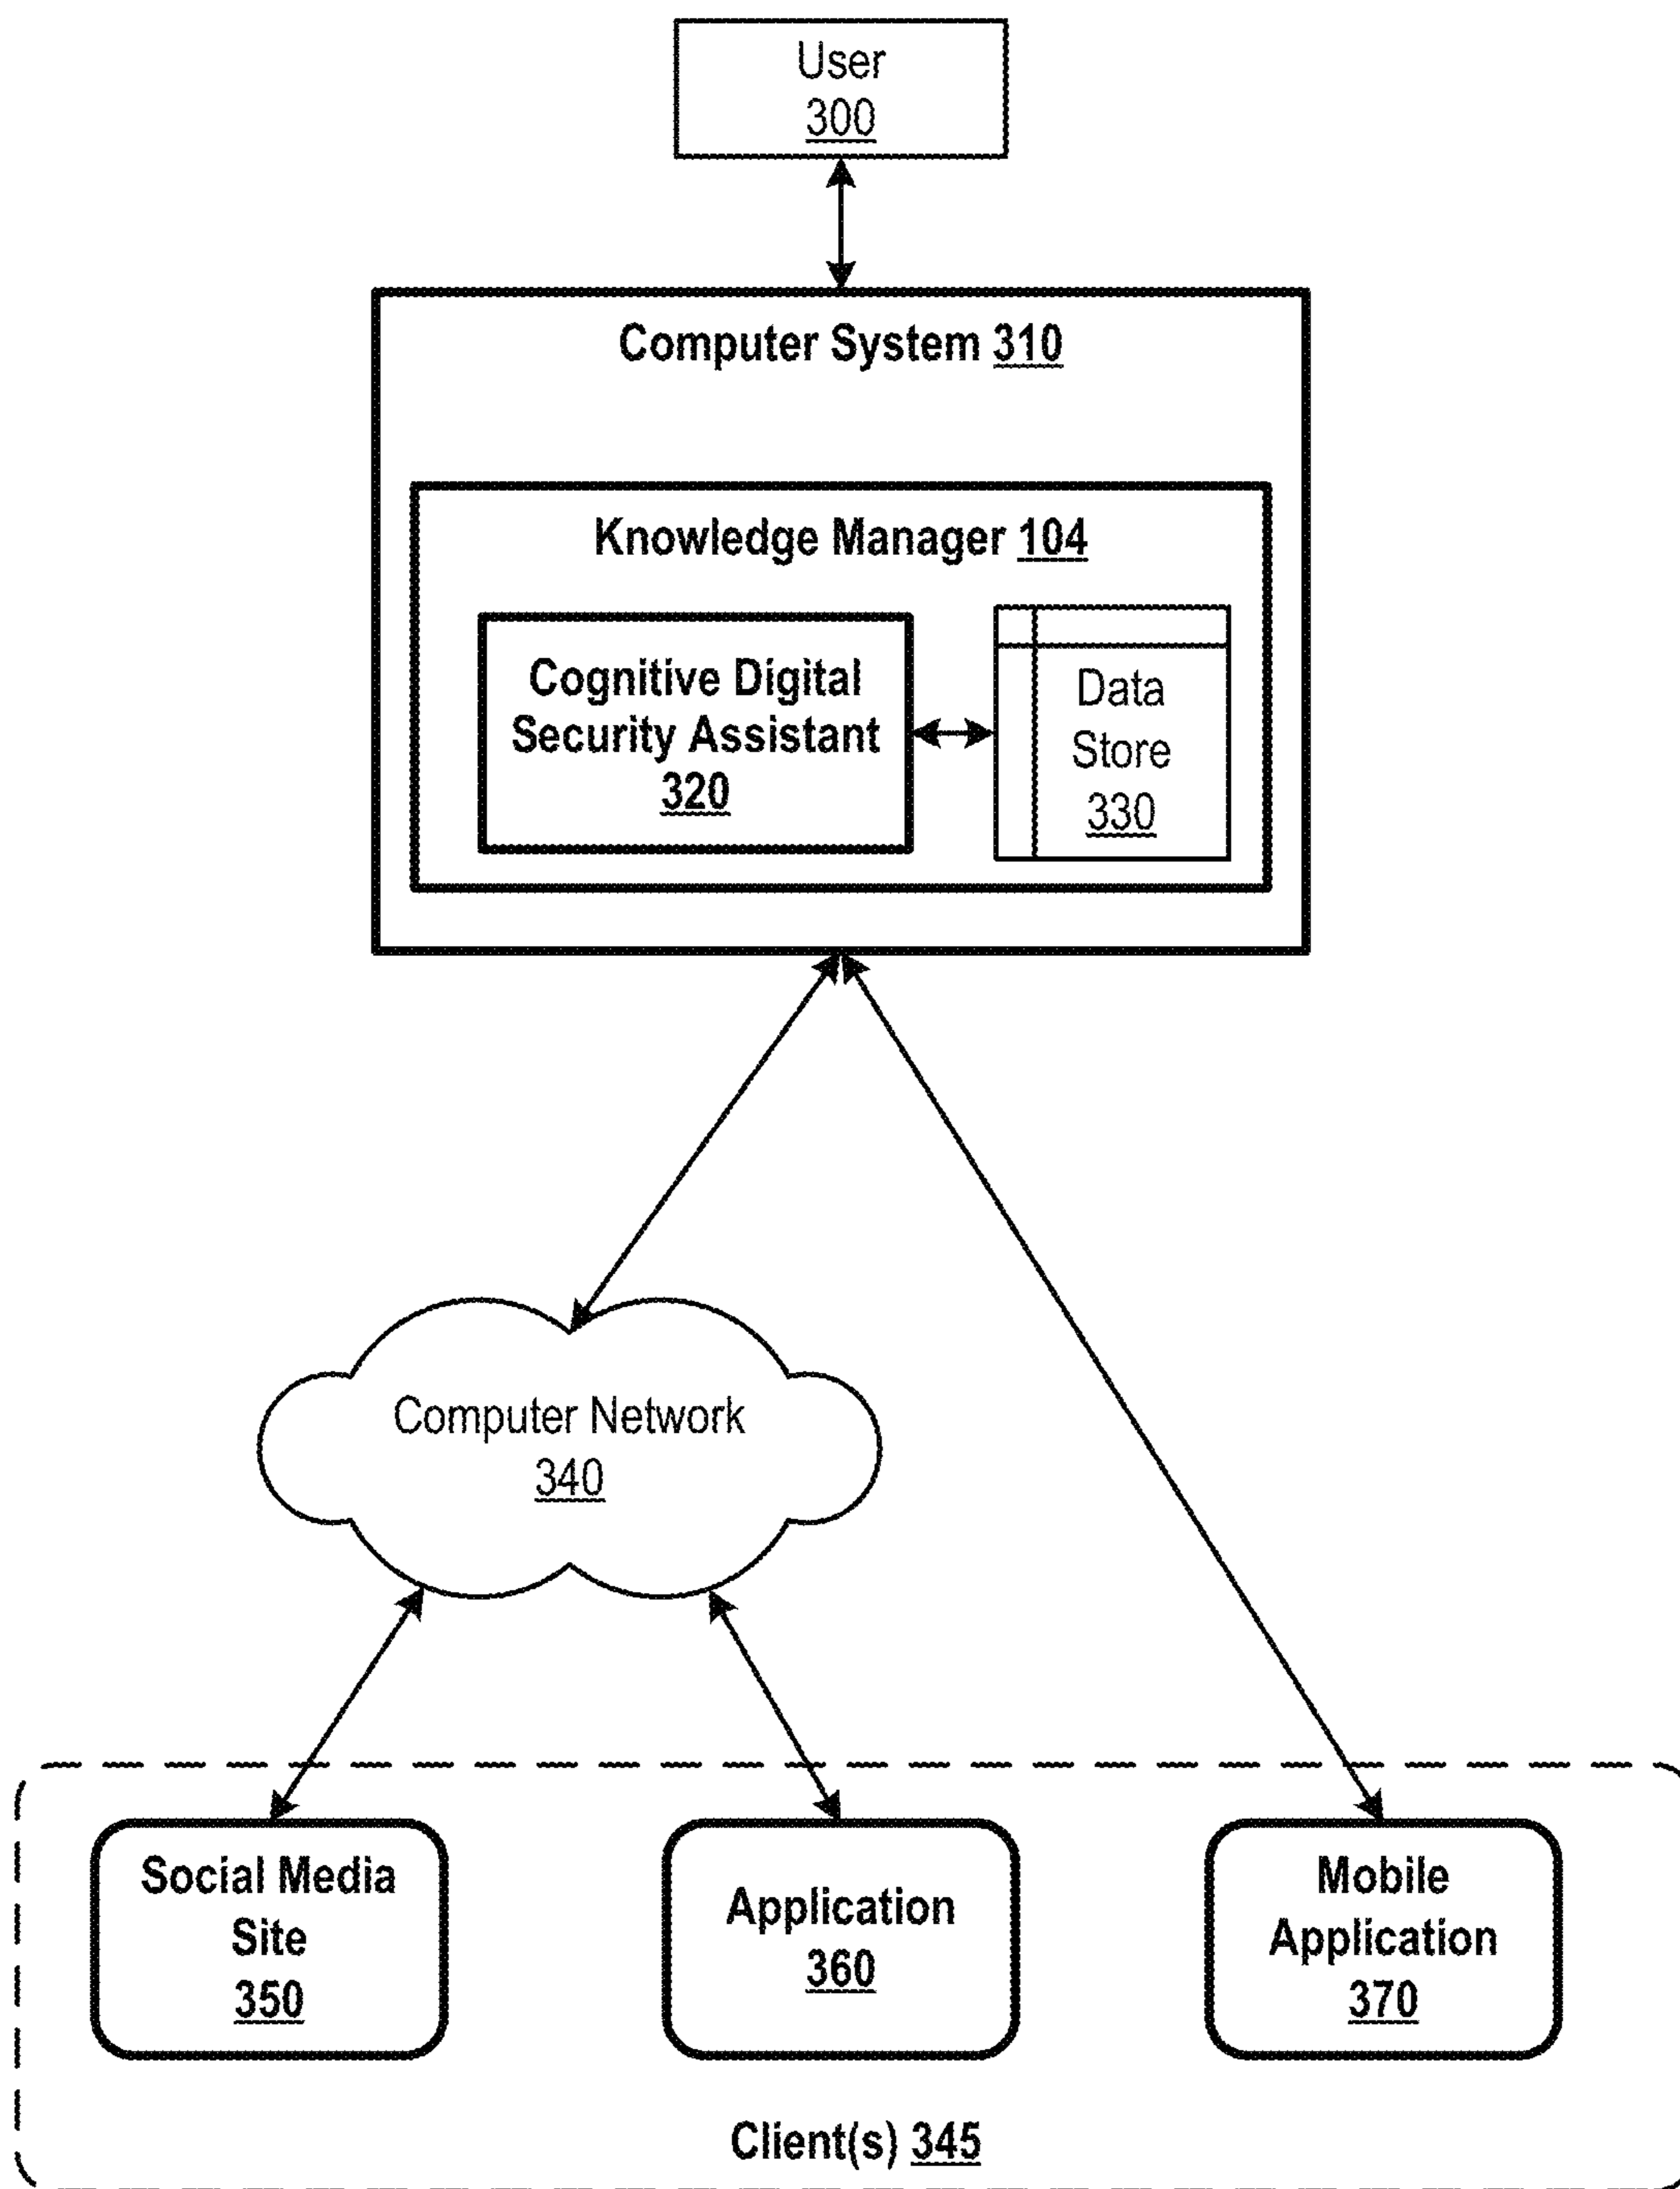 User
300
Computer System 310
Knowledge Manager 104
Cognitive Digital
Security Assistant
320
Data
Store
330
Computer Network
340
Social Media
Site
350
Application
360
Mobile
Application
370
Client(s) 345